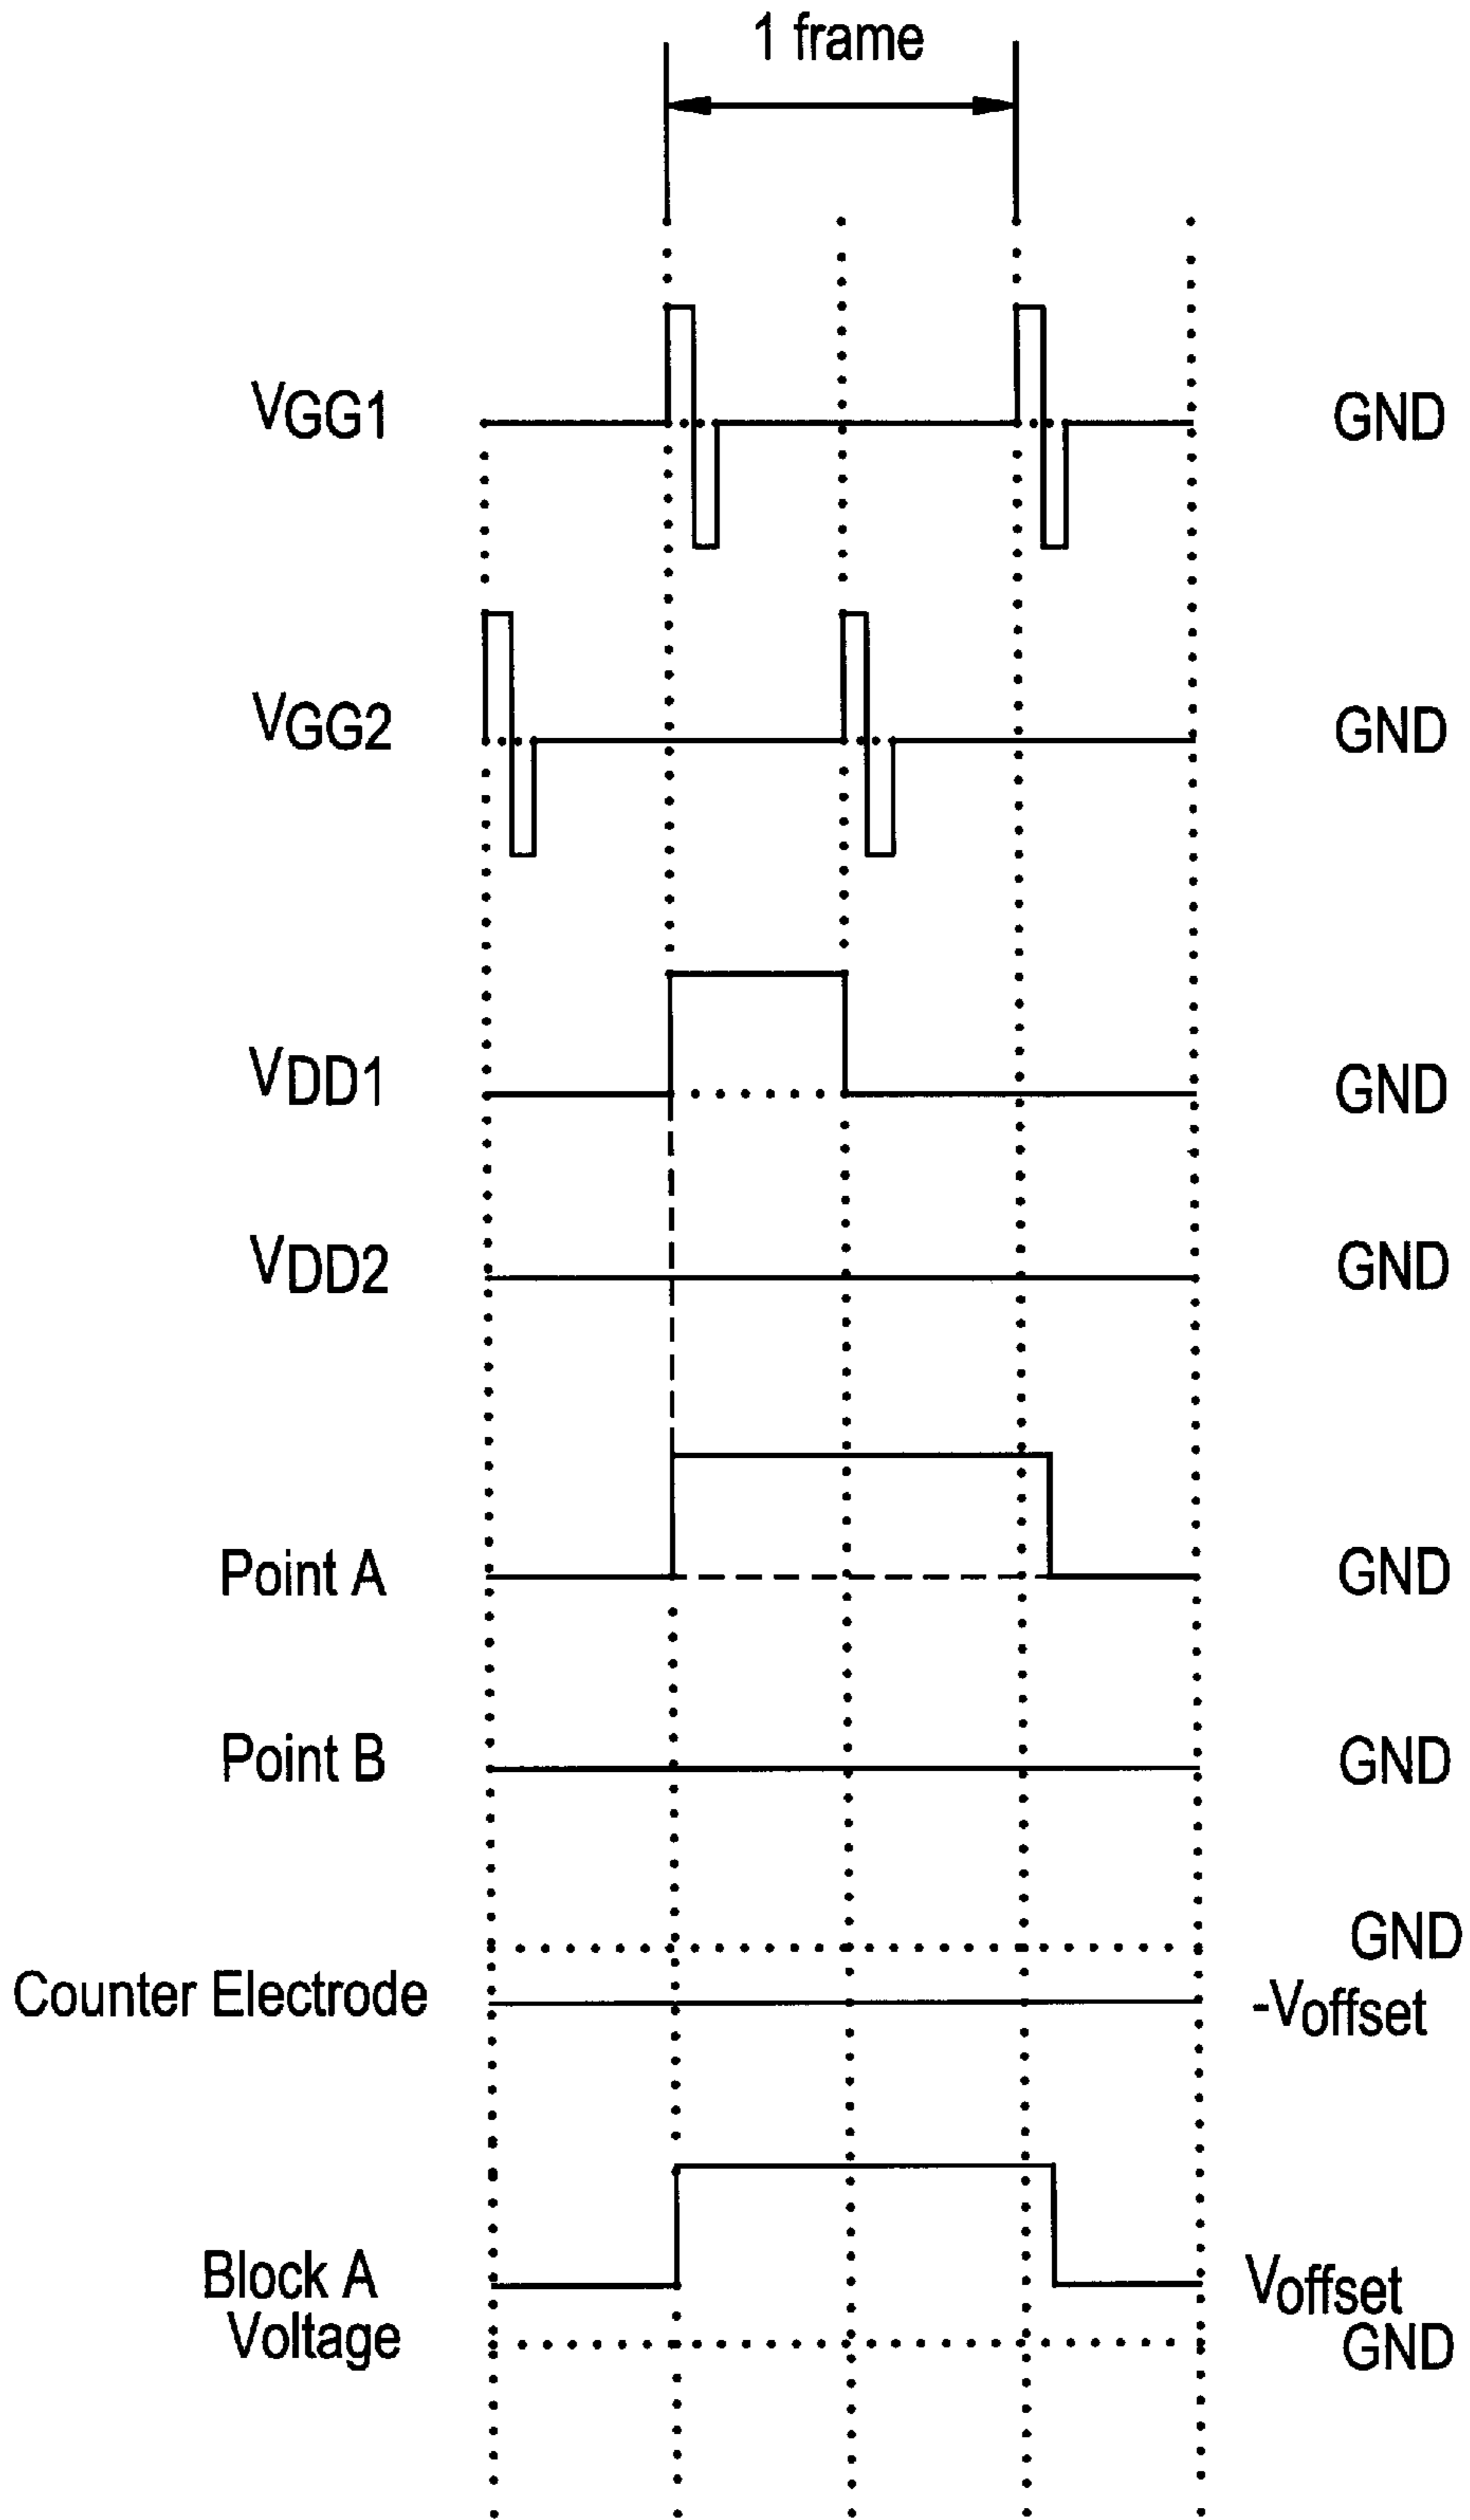 1 frame
VGG1 GND
VGG2 GND
VDD1 GND
VDD2 GND
Point A GND
Point B GND
GND
Counter Electrode -Voffset
Block A Voffset
Voltage GND